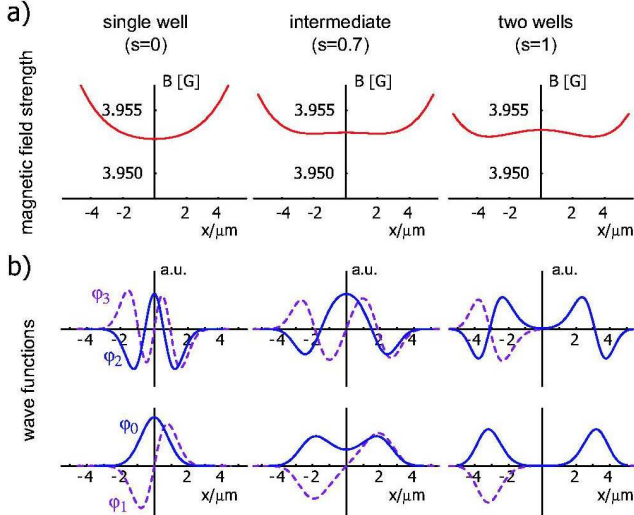 a)
single well
(s=0)
intermediate
(s=0.7)
two wells
(s=1)
magnetic field strength
B [G]
3.955
3.950
-4 -2 2 4
x/µm
B [G]
3.955
3.950
-4 -2 2 4
x/µm
B [G]
3.955
3.950
-4 -2 2 4
x/µm
b)
wave functions
a.u.
φ3
φ2
-4 -2 2 4
a.u.
-4 -2 2 4
a.u.
-4 -2 2 4
φ0
φ1
-4 -2 2 4
x/µm
-4 -2 2 4
x/µm
-4 -2 2 4
x/µm